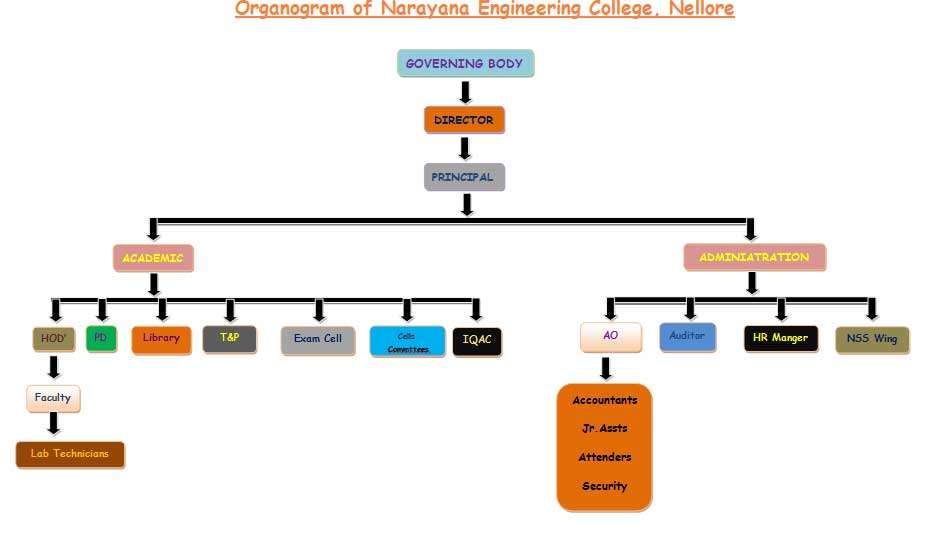 Organogram of Narayana Engineering College, Nellore
GOVERNING BODY
DIRECTOR
PRINCIPAL
ACADEMIC
ADMINIATRATION
HOD'
PD
Library
T&P
Exam Cell
Cells
Committees
IQAC
AO
Auditor
HR Manger
NSS Wing
Faculty
Lab Technicians
Accountants
Jr.Assts
Attenders
Security